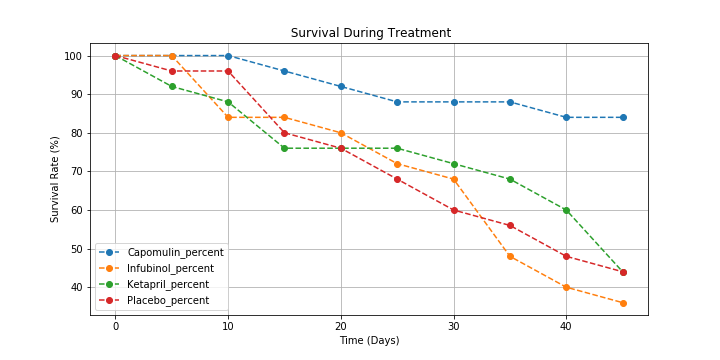 Survival During Treatment
Survival Rate (%)
100
90
80
70
60
50
40
Capomulin_percent
Infubinol_percent
Ketapril_percent
Placebo_percent
0 10 20 30 40
Time (Days)